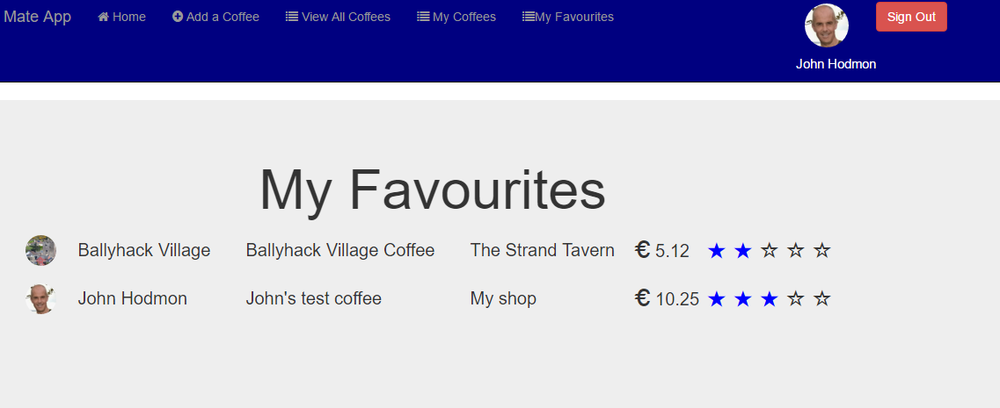 Mate App Home Add a Coffee View All Coffees My Coffees My Favourites Sign Out
John Hodmon
My Favourites
Ballyhack Village Ballyhack Village Coffee The Strand Tavern € 5.12 ★ ★ ☆ ☆ ☆
John Hodmon John's test coffee My shop € 10.25 ★ ★ ★ ☆ ☆